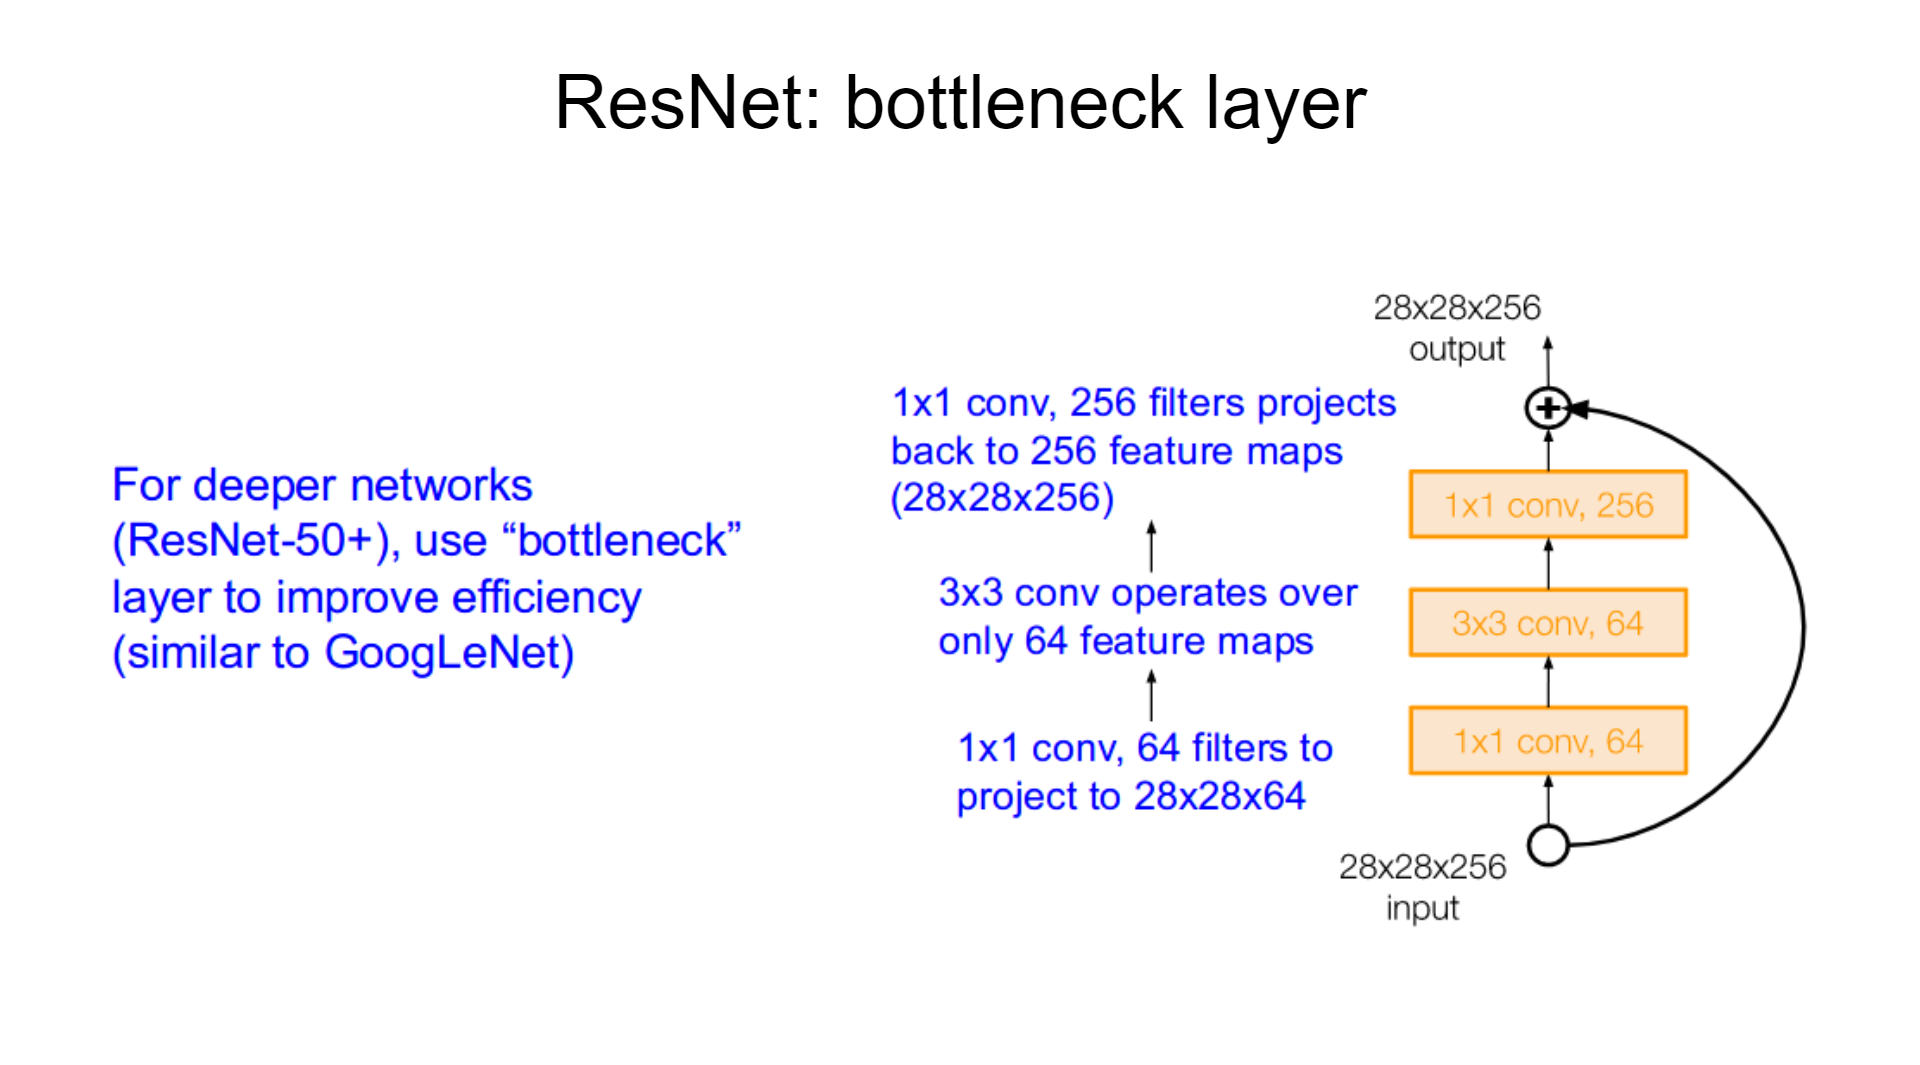 ResNet: bottleneck layer
For deeper networks
(ResNet-50+), use “bottleneck”
layer to improve efficiency
(similar to GoogLeNet)
1x1 conv, 256 filters projects
back to 256 feature maps
(28x28x256)
3x3 conv operates over
only 64 feature maps
1x1 conv, 64 filters to
project to 28x28x64
28x28x256
output
1x1 conv, 256
3x3 conv, 64
1x1 conv, 64
28x28x256
input